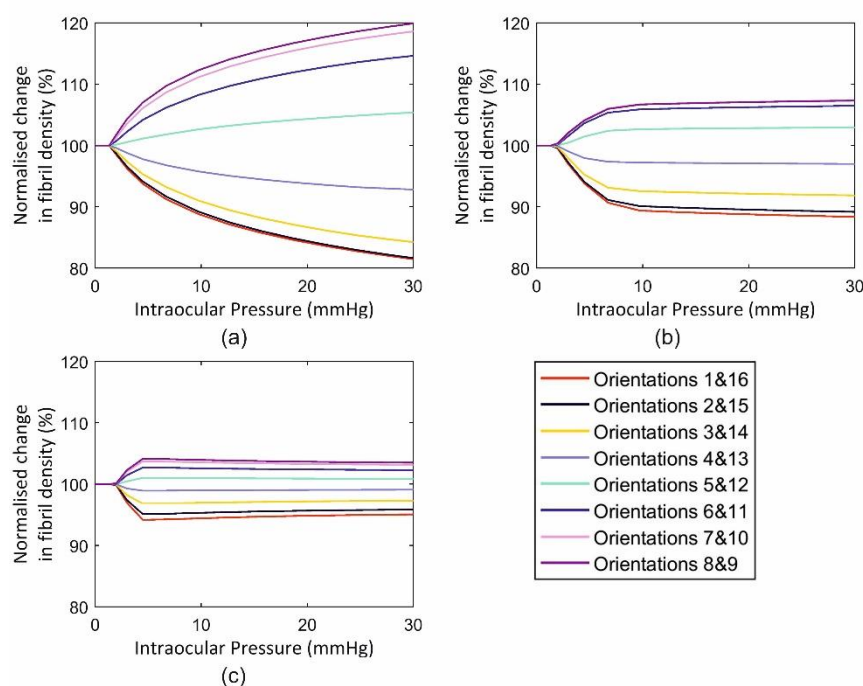 120
110
100
90
80
Normalised change
in fibril density (%)
0
10
20
30
Intraocular Pressure (mmHg)
(a)
120
110
100
90
80
Normalised change
in fibril density (%)
0
10
20
30
Intraocular Pressure (mmHg)
(b)
120
110
100
90
80
Normalised change
in fibril density (%)
0
10
20
30
Intraocular Pressure (mmHg)
(c)
Orientations 1&16
Orientations 2&15
Orientations 3&14
Orientations 4&13
Orientations 5&12
Orientations 6&11
Orientations 7&10
Orientations 8&9